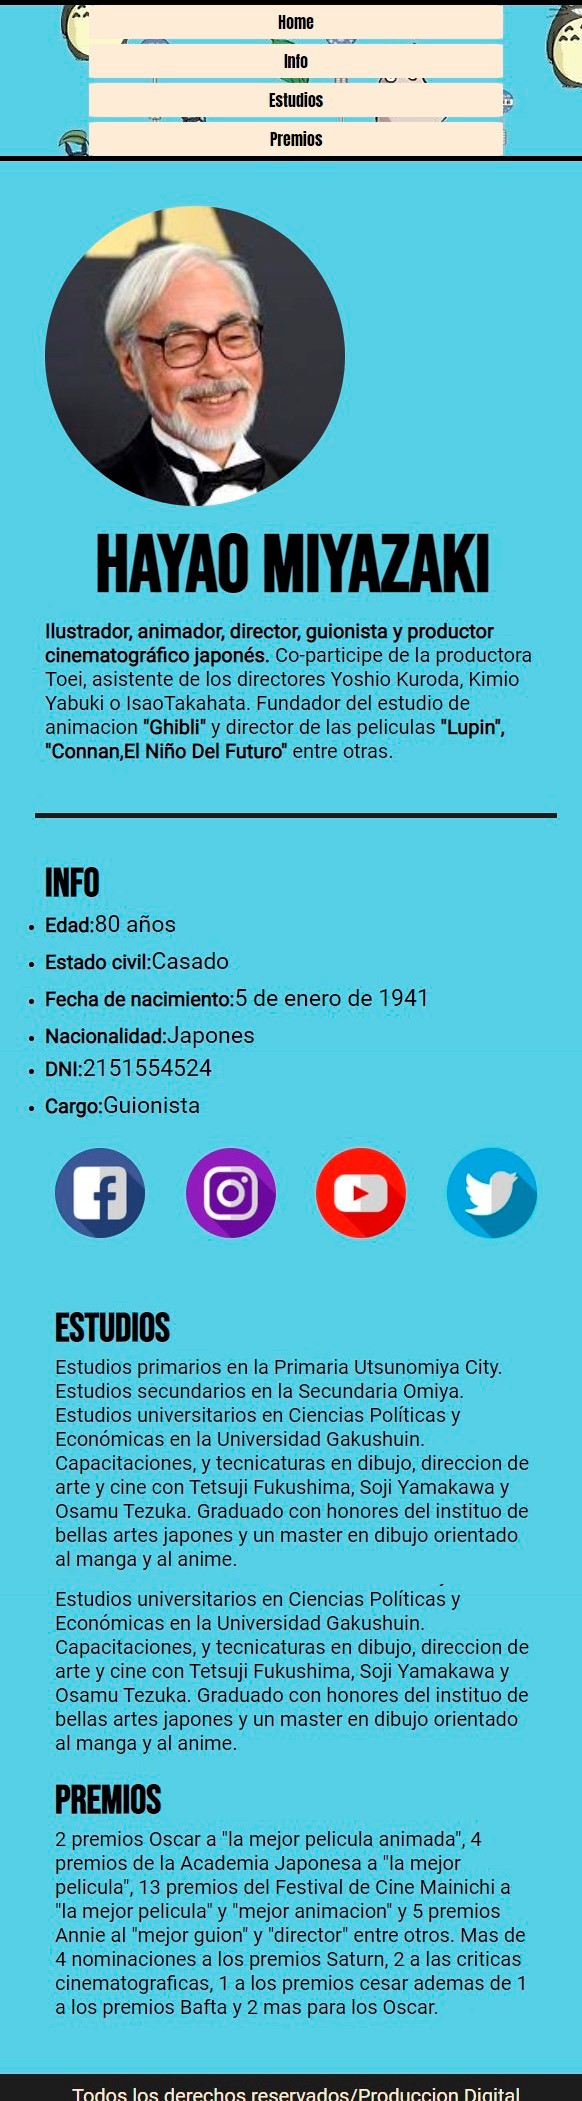 Home
Info
Estudios
Premios
HAYAO MIYAZAKI
Ilustrador, animador, director, guionista y productor
cinematográfico japonés. Co-participe de la productora
Toei, asistente de los directores Yoshio Kuroda, Kimio
Yabuki o IsaoTakahata. Fundador del estudio de
animacion "Ghibli" y director de las peliculas "Lupin",
"Connan,El Niño Del Futuro" entre otras.
INFO
• Edad:80 años
• Estado civil:Casado
• Fecha de nacimiento:5 de enero de 1941
• Nacionalidad:Japones
• DNI:2151554524
• Cargo:Guionista
ESTUDIOS
Estudios primarios en la Primaria Utsunomiya City.
Estudios secundarios en la Secundaria Omiya.
Estudios universitarios en Ciencias Políticas y
Económicas en la Universidad Gakushuin.
Capacitaciones, y tecnicaturas en dibujo, direccion de
arte y cine con Tetsuji Fukushima, Soji Yamakawa y
Osamu Tezuka. Graduado con honores del instituo de
bellas artes japones y un master en dibujo orientado
al manga y al anime.
Estudios universitarios en Ciencias Políticas y
Económicas en la Universidad Gakushuin.
Capacitaciones, y tecnicaturas en dibujo, direccion de
arte y cine con Tetsuji Fukushima, Soji Yamakawa y
Osamu Tezuka. Graduado con honores del instituo de
bellas artes japones y un master en dibujo orientado
al manga y al anime.
PREMIOS
2 premios Oscar a "la mejor pelicula animada", 4
premios de la Academia Japonesa a "la mejor
pelicula", 13 premios del Festival de Cine Mainichi a
"la mejor pelicula" y "mejor animacion" y 5 premios
Annie al "mejor guion" y "director" entre otros. Mas de
4 nominaciones a los premios Saturn, 2 a las criticas
cinematograficas, 1 a los premios cesar ademas de 1
a los premios Bafta y 2 mas para los Oscar.
Todos los derechos reservados/Produccion Digital